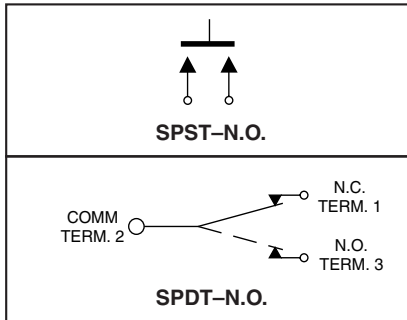 SPST–N.O.
N.C.
TERM. 1
COMM
TERM. 2
N.O.
TERM. 3
SPDT–N.O.